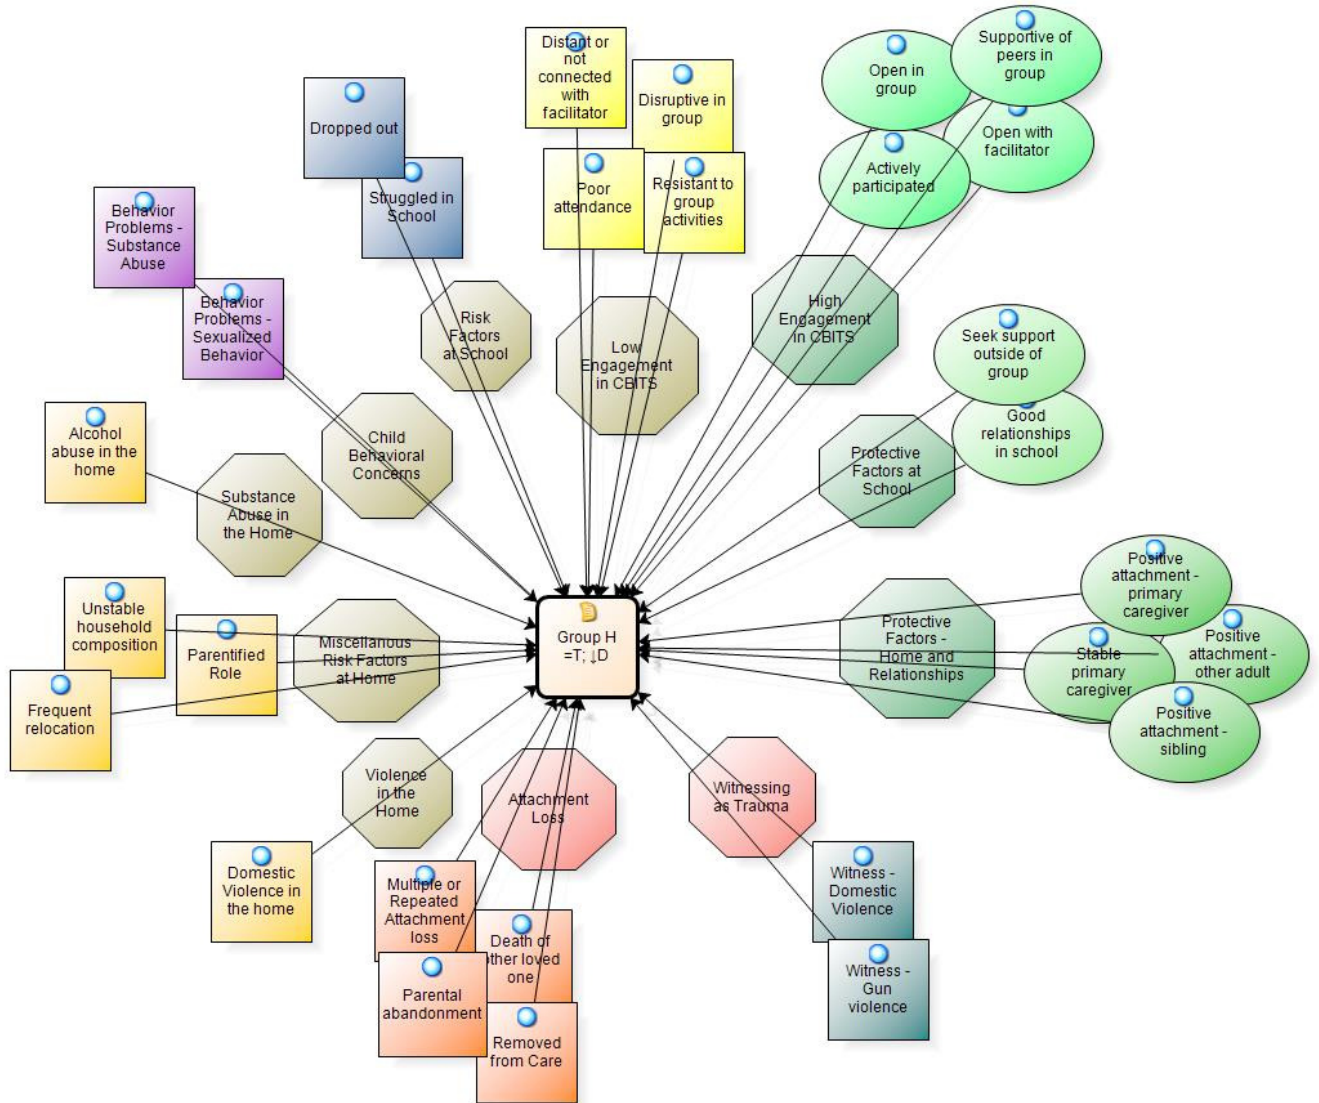 Distant or
not
connected
with
facilitator
Disruptive in
group
Poor
attendance
Resistant to
group
activities
Open in
group
Supportive of
peers in
group
Actively
participated
Open with
facilitator
Dropped out
Struggled in
School
Behavior
Problems -
Substance
Abuse
Behavior
Problems -
Sexualized
Behavior
Risk
Factors
at School
Low
Engagement
in CBITS
High
Engagement
in CBITS
Seek support
outside of
group
Good
relationships
in school
Alcohol
abuse in the
home
Substance
Abuse in
the Home
Child
Behavioral
Concerns
Protective
Factors at
School
Unstable
household
composition
Parentified
Role
Frequent
relocation
Miscellanous
Risk Factors
at Home
Group H
=T; ↓D
Protective
Factors -
Home and
Relationships
Positive
attachment -
primary
caregiver
Stable
primary
caregiver
Positive
attachment -
other adult
Positive
attachment -
sibling
Violence
in the
Home
Attachment
Loss
Witnessing
as Trauma
Domestic
Violence in
the home
Multiple or
Repeated
Attachment
loss
Death of
other loved
one
Parental
abandonment
Removed
from Care
Witness -
Domestic
Violence
Witness -
Gun
violence